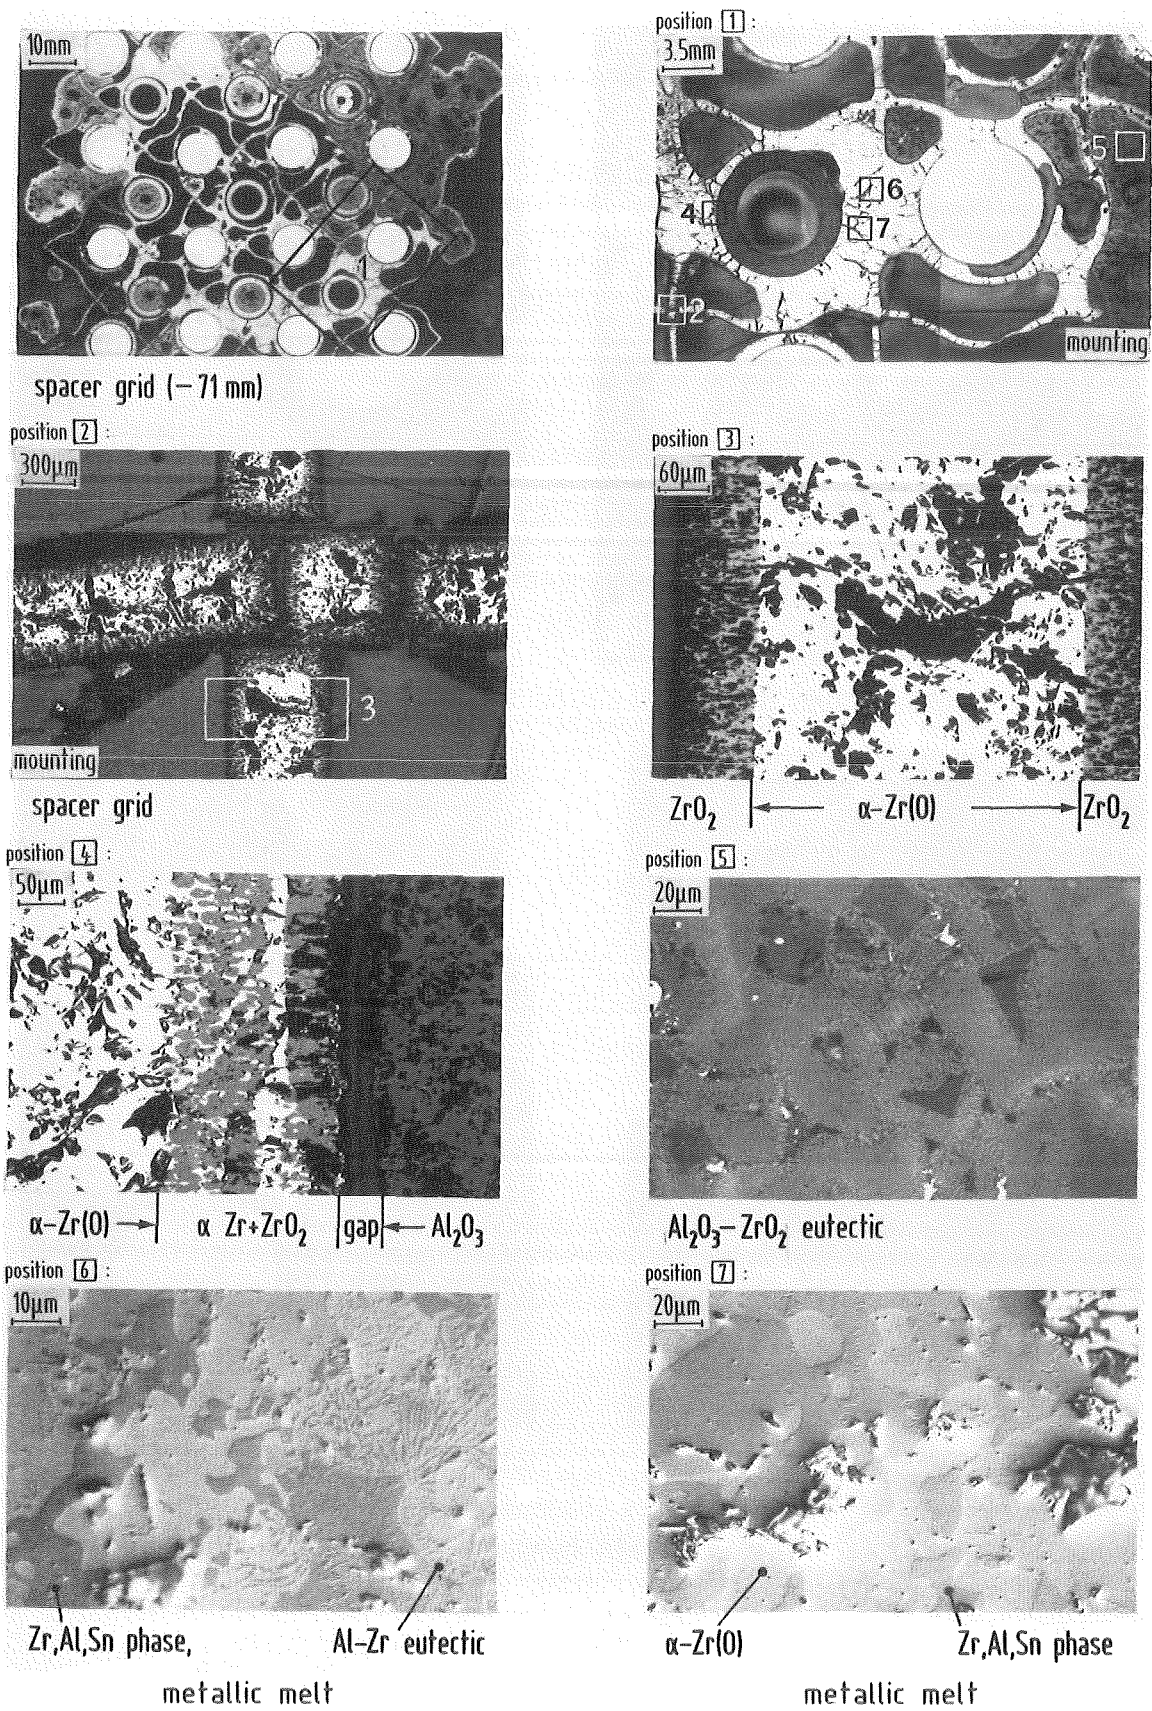 position 1 :
10mm
3.5mm
1
5
4
6
7
2
mounting
spacer grid (−71 mm)
position 2 :
position 3 :
300µm
60µm
3
mounting
spacer grid
ZrO₂
α-Zr(O)
ZrO₂
position 4 :
position 5 :
50µm
20µm
α-Zr(O)
α Zr+ZrO₂
gap
Al₂O₃
Al₂O₃−ZrO₂ eutectic
position 6 :
position 7 :
10µm
20µm
Zr,Al,Sn phase,
Al-Zr eutectic
α-Zr(O)
Zr,Al,Sn phase
metallic melt
metallic melt